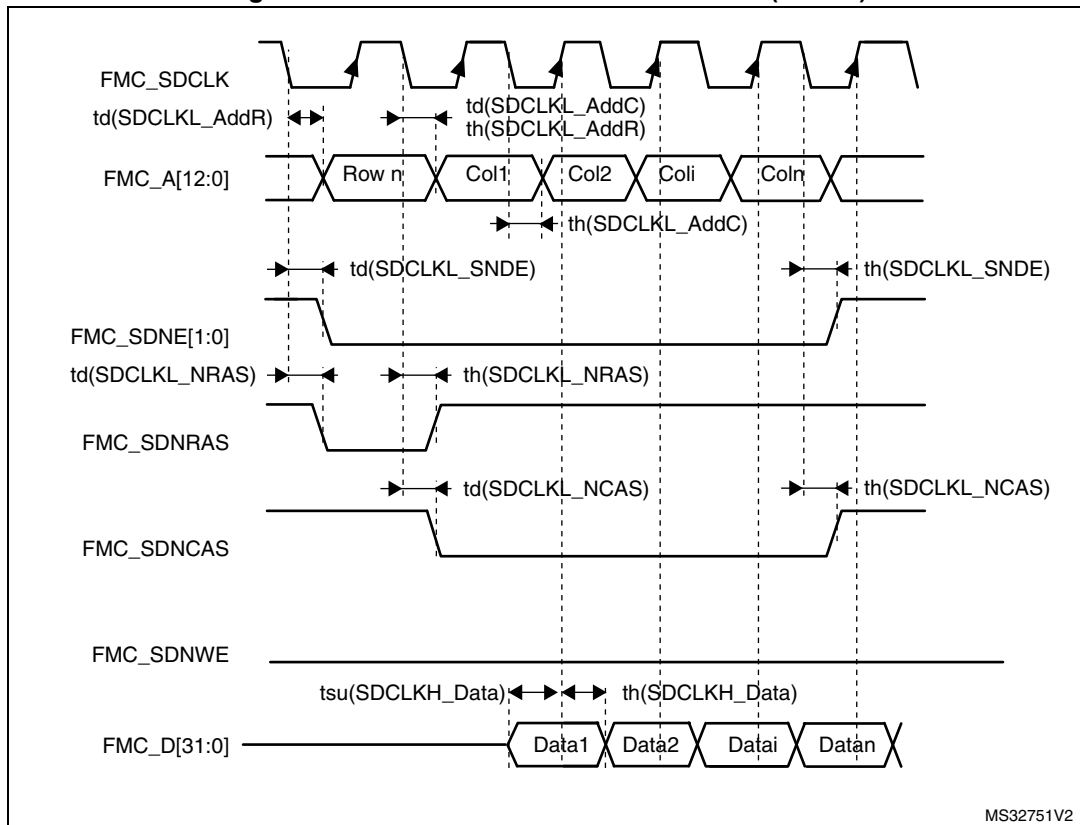 FMC_SDCLK
td(SDCLKL_AddR)
td(SDCLKL_AddC)
th(SDCLKL_AddR)
FMC_A[12:0]
Row n
Col1
Col2
Coli
Coln
th(SDCLKL_AddC)
td(SDCLKL_SNDE)
th(SDCLKL_SNDE)
FMC_SDNE[1:0]
td(SDCLKL_NRAS)
th(SDCLKL_NRAS)
FMC_SDNRAS
td(SDCLKL_NCAS)
th(SDCLKL_NCAS)
FMC_SDNCAS
FMC_SDNWE
tsu(SDCLKH_Data)
th(SDCLKH_Data)
FMC_D[31:0]
Data1
Data2
Datai
Datan
MS32751V2